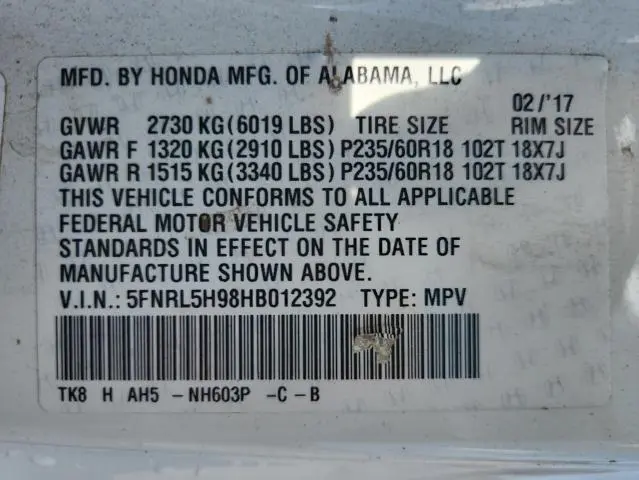 MFD. BY HONDA MFG. OF ALABAMA, LLC
02/'17
GVWR 2730 KG(6019 LBS) TIRE SIZE RIM SIZE
GAWR F 1320 KG(2910 LBS) P235/60R18 102T 18X7J
GAWR R 1515 KG(3340 LBS) P235/60R18 102T 18X7J
THIS VEHICLE CONFORMS TO ALL APPLICABLE
FEDERAL MOTOR VEHICLE SAFETY
STANDARDS IN EFFECT ON THE DATE OF
MANUFACTURE SHOWN ABOVE.
V.I.N.: 5FNRL5H98HB012392 TYPE: MPV
TK8 H AH5 -NH603P -C-B